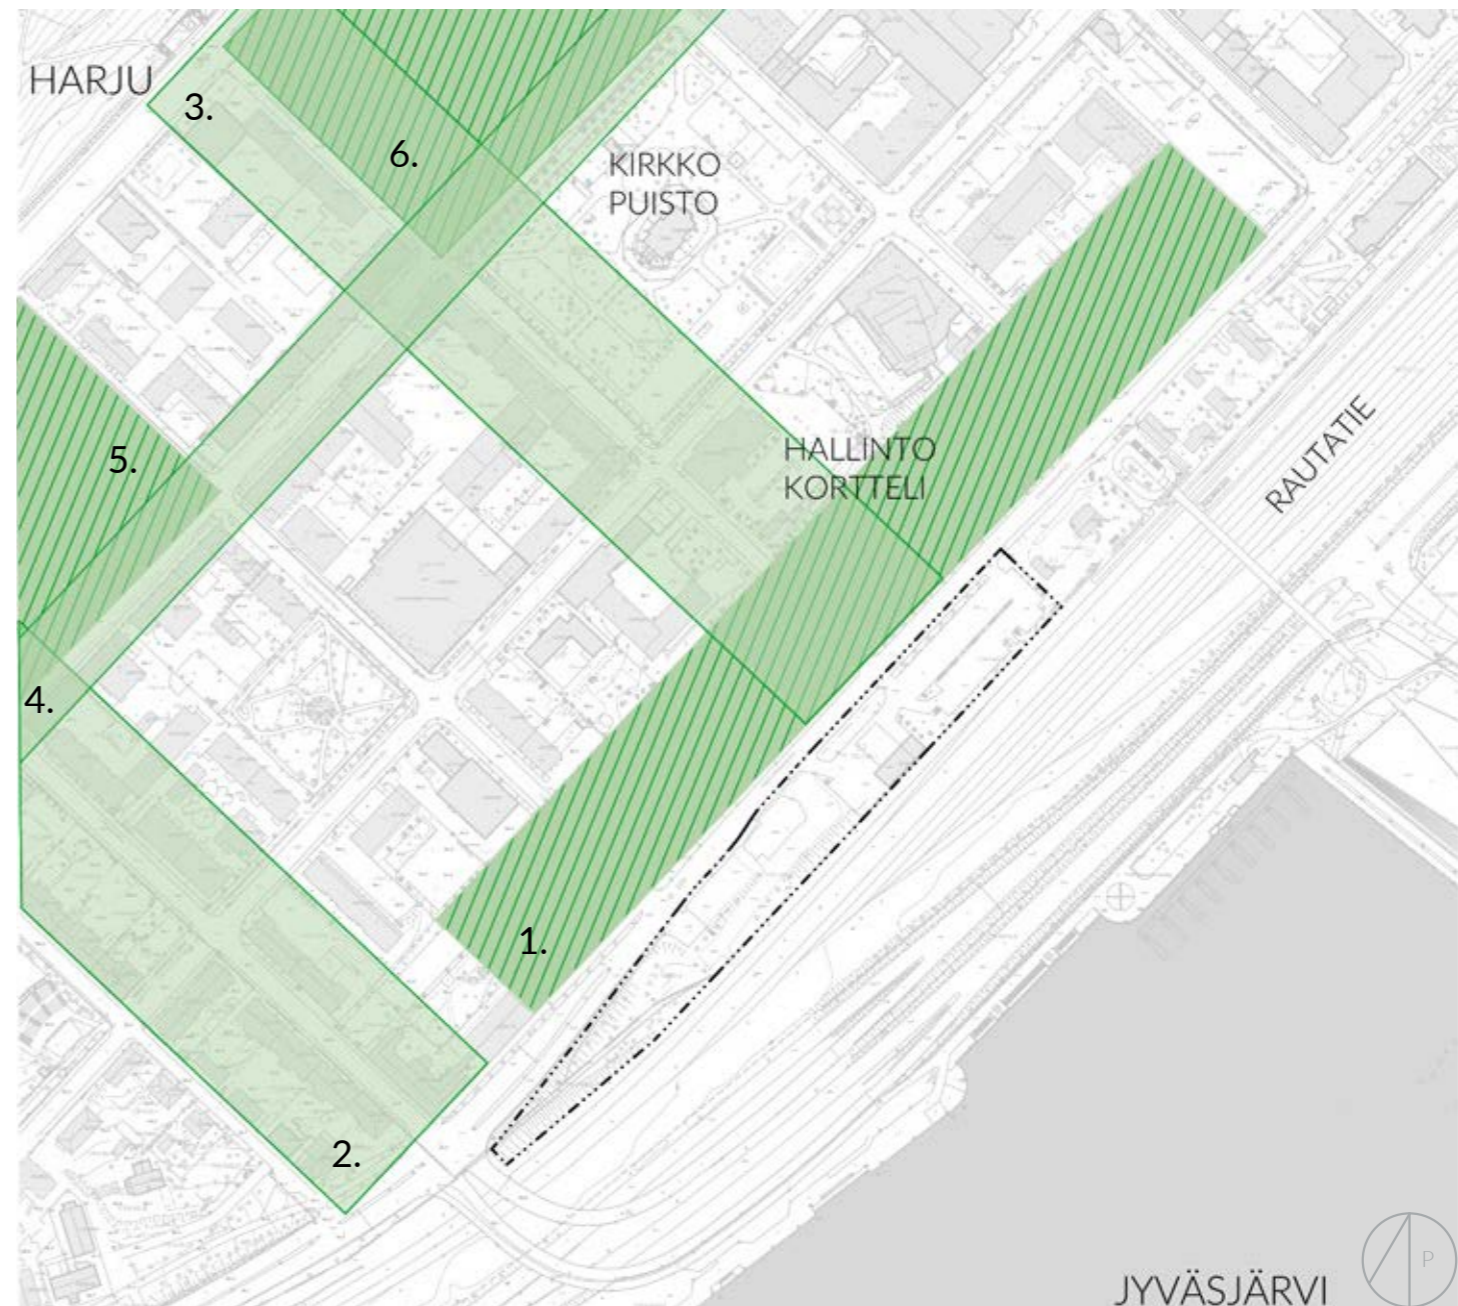 HARJU
3.
6.
KIRKKO
PUISTO
5.
HALLINTO
KORTTELI
RAUTATIE
4.
1.
2.
JYVÄSJÄRVI
P